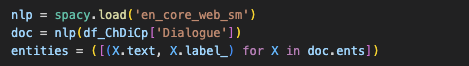 nlp = spacy.load('en_core_web_sm')
doc = nlp(df_ChDiCp['Dialogue'])
entities = ([(X.text, X.label_) for X in doc.ents])